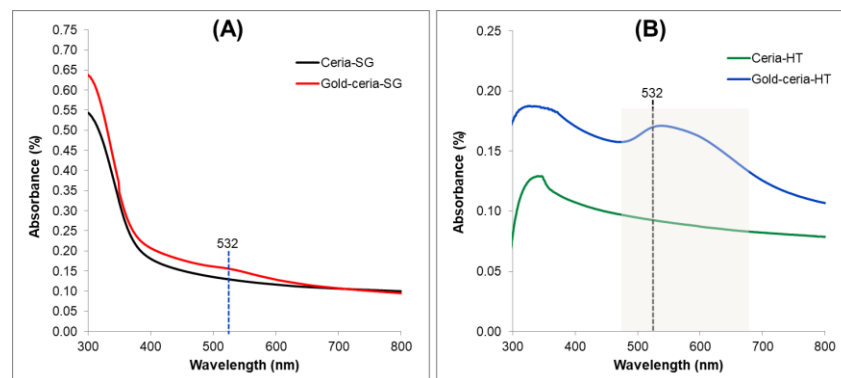 (A)
Ceria-SG
Gold-ceria-SG
532
Absorbance (%)
0.75
0.70
0.65
0.60
0.55
0.50
0.45
0.40
0.35
0.30
0.25
0.20
0.15
0.10
0.05
0.00
300 400 500 600 700 800
Wavelength (nm)
(B)
Ceria-HT
Gold-ceria-HT
532
Absorbance (%)
0.25
0.20
0.15
0.10
0.05
0.00
300 400 500 600 700 800
Wavelength (nm)